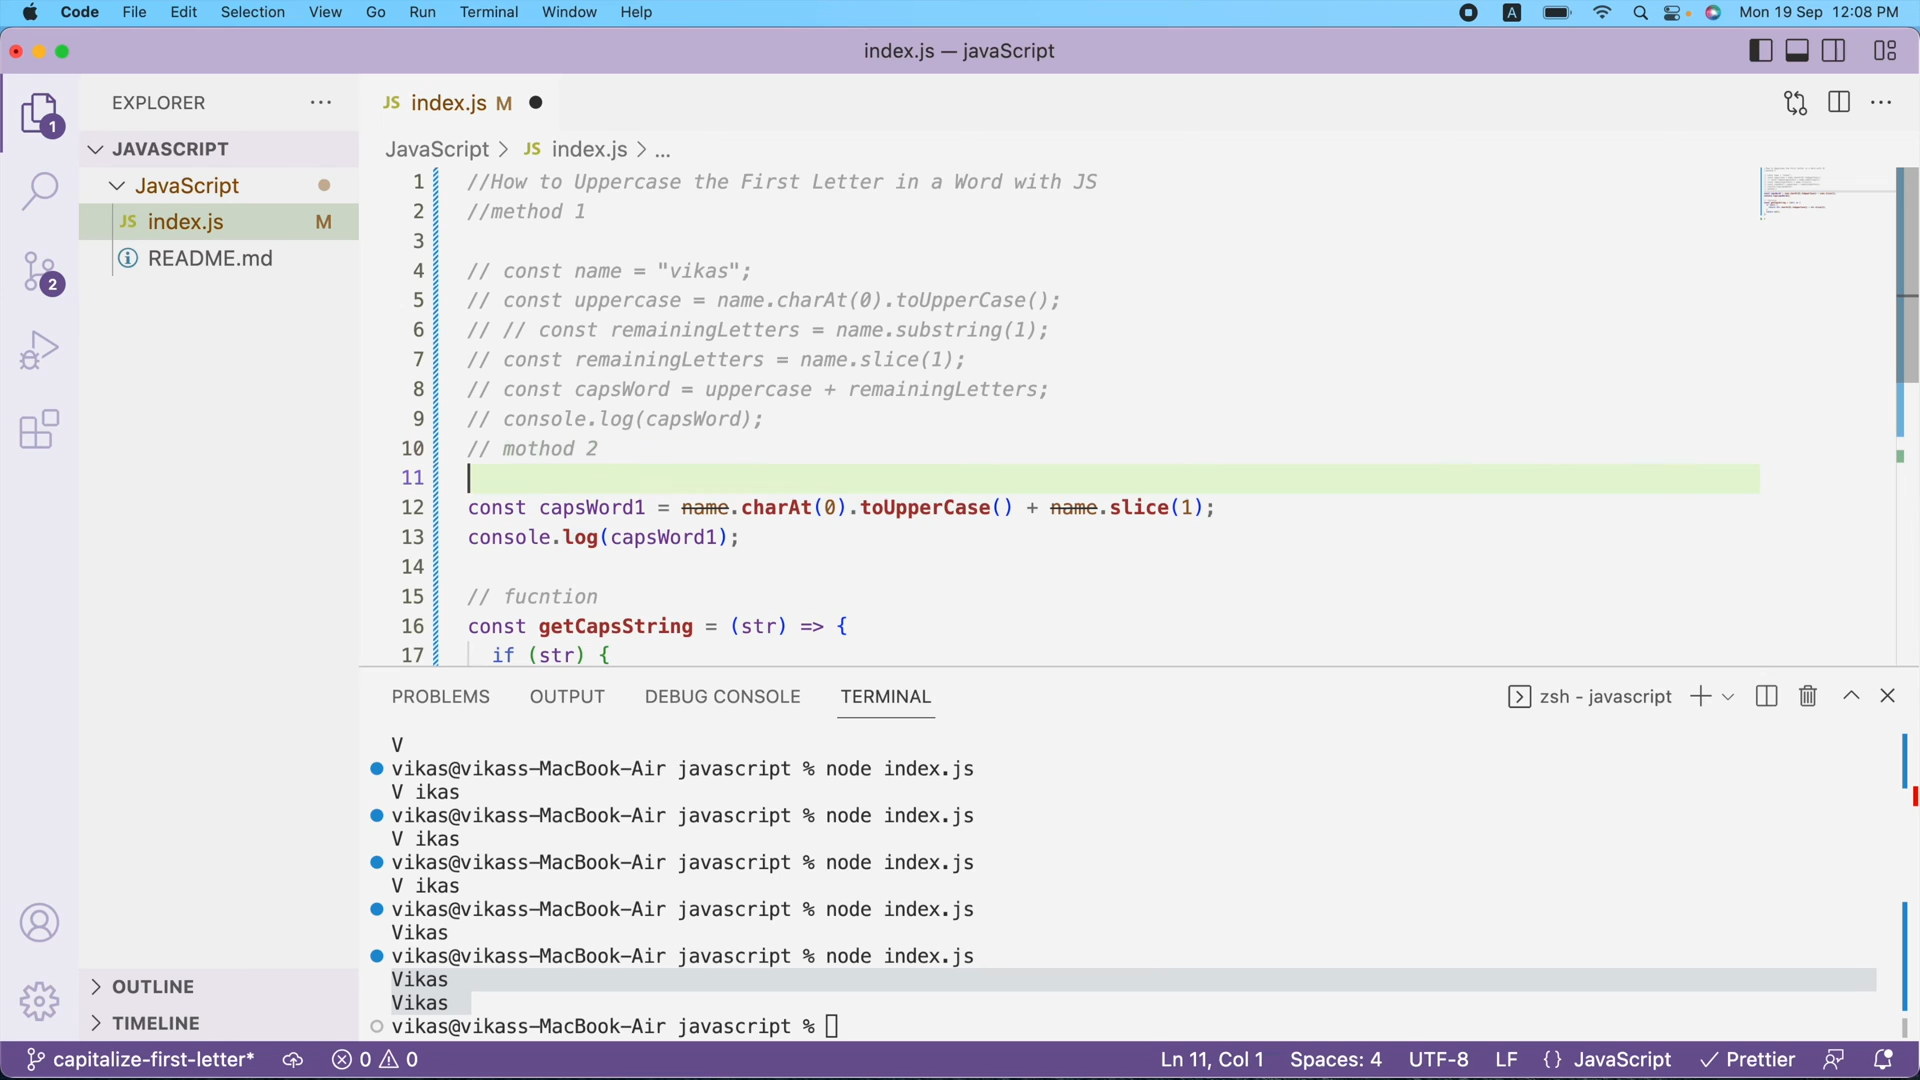 Code File Edit Selection View Go Run Terminal Window Help A Mon 19 Sep 12:08 PM
index.js — javaScript
EXPLORER
1
JAVASCRIPT
JavaScript
JS index.js M
README.md
2
OUTLINE
TIMELINE
JS index.js M
JavaScript > JS index.js > ...
1 //How to Uppercase the First Letter in a Word with JS
2 //method 1
3
4 // const name = "vikas";
5 // const uppercase = name.charAt(0).toUpperCase();
6 // // const remainingLetters = name.substring(1);
7 // const remainingLetters = name.slice(1);
8 // const capsWord = uppercase + remainingLetters;
9 // console.log(capsWord);
10 // mothod 2
11
12 const capsWord1 = name.charAt(0).toUpperCase() + name.slice(1);
13 console.log(capsWord1);
14
15 // fucntion
16 const getCapsString = (str) => {
17 if (str) {
PROBLEMS OUTPUT DEBUG CONSOLE TERMINAL zsh - javascript
V
vikas@vikass-MacBook-Air javascript % node index.js
V ikas
vikas@vikass-MacBook-Air javascript % node index.js
V ikas
vikas@vikass-MacBook-Air javascript % node index.js
V ikas
vikas@vikass-MacBook-Air javascript % node index.js
Vikas
vikas@vikass-MacBook-Air javascript % node index.js
Vikas
Vikas
vikas@vikass-MacBook-Air javascript %
capitalize-first-letter* 0 0 Ln 11, Col 1 Spaces: 4 UTF-8 LF {} JavaScript Prettier